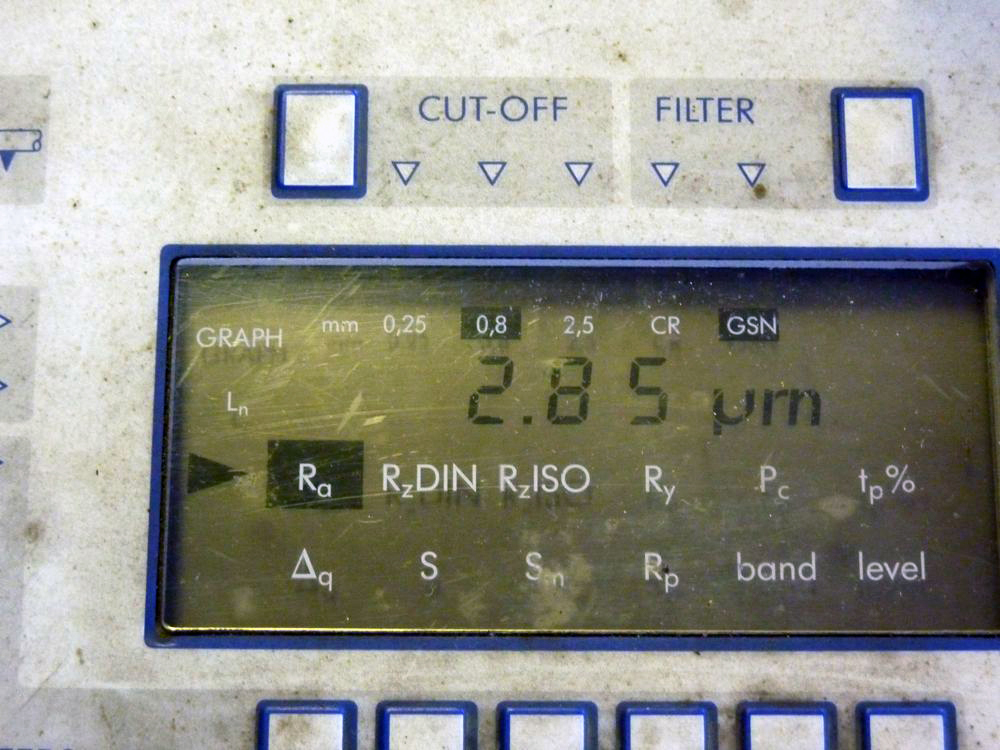 CUT-OFF FILTER
GRAPH mm 0,25 0,8 2,5 CR GSN
Ln 2.85 µm
Ra RzDIN RzISO Ry Pc tp%
Δq S Sm Rp band level